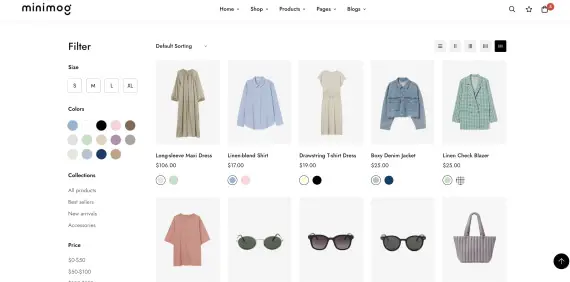 minimog
Home Shop Products Pages Blogs
Filter
Default Sorting
Size
S M L XL
Colors
Long-sleeve Maxi Dress
$106.00
Linen-blend Shirt
$17.00
Drawstring T-shirt Dress
$19.00
Boxy Denim Jacket
$25.00
Linen Check Blazer
$25.00
Collections
All products
Best sellers
New arrivals
Accessories
Price
$0-$50
$50-$100